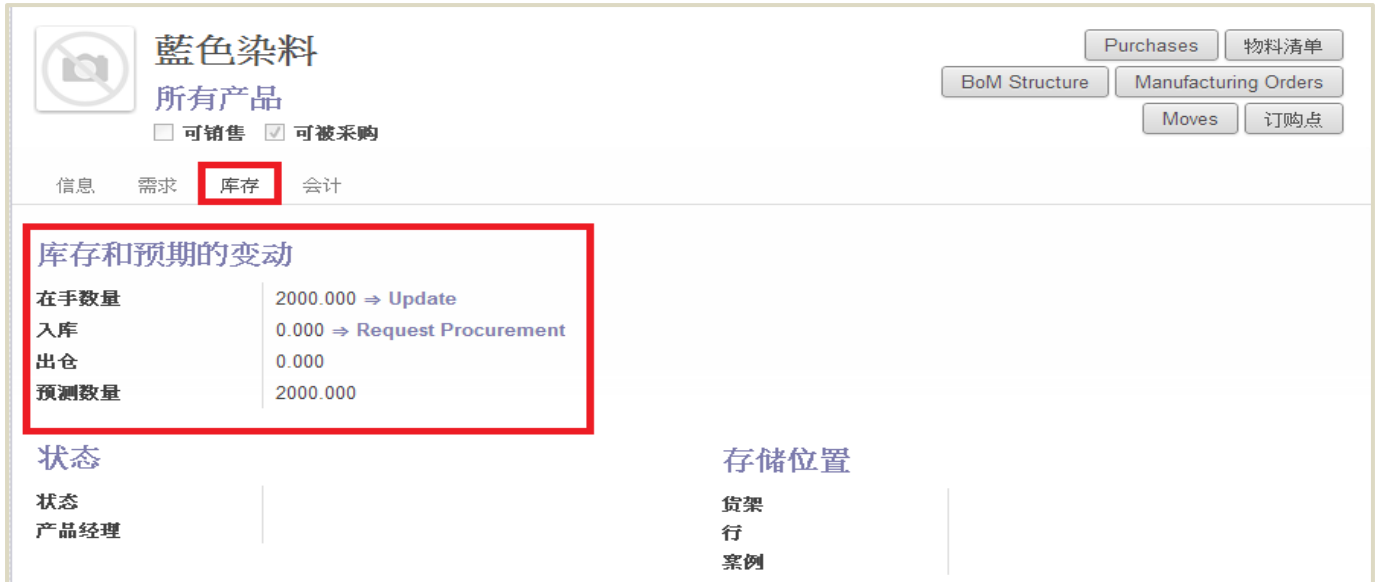 藍色染料
所有产品
可销售 可被采购
Purchases 物料清单
BoM Structure Manufacturing Orders
Moves 订购点
信息 需求 库存 会计
库存和预期的变动
在手数量 2000.000 ⇒ Update
入库 0.000 ⇒ Request Procurement
出仓 0.000
预测数量 2000.000
状态
状态
产品经理
存储位置
货架
行
案例